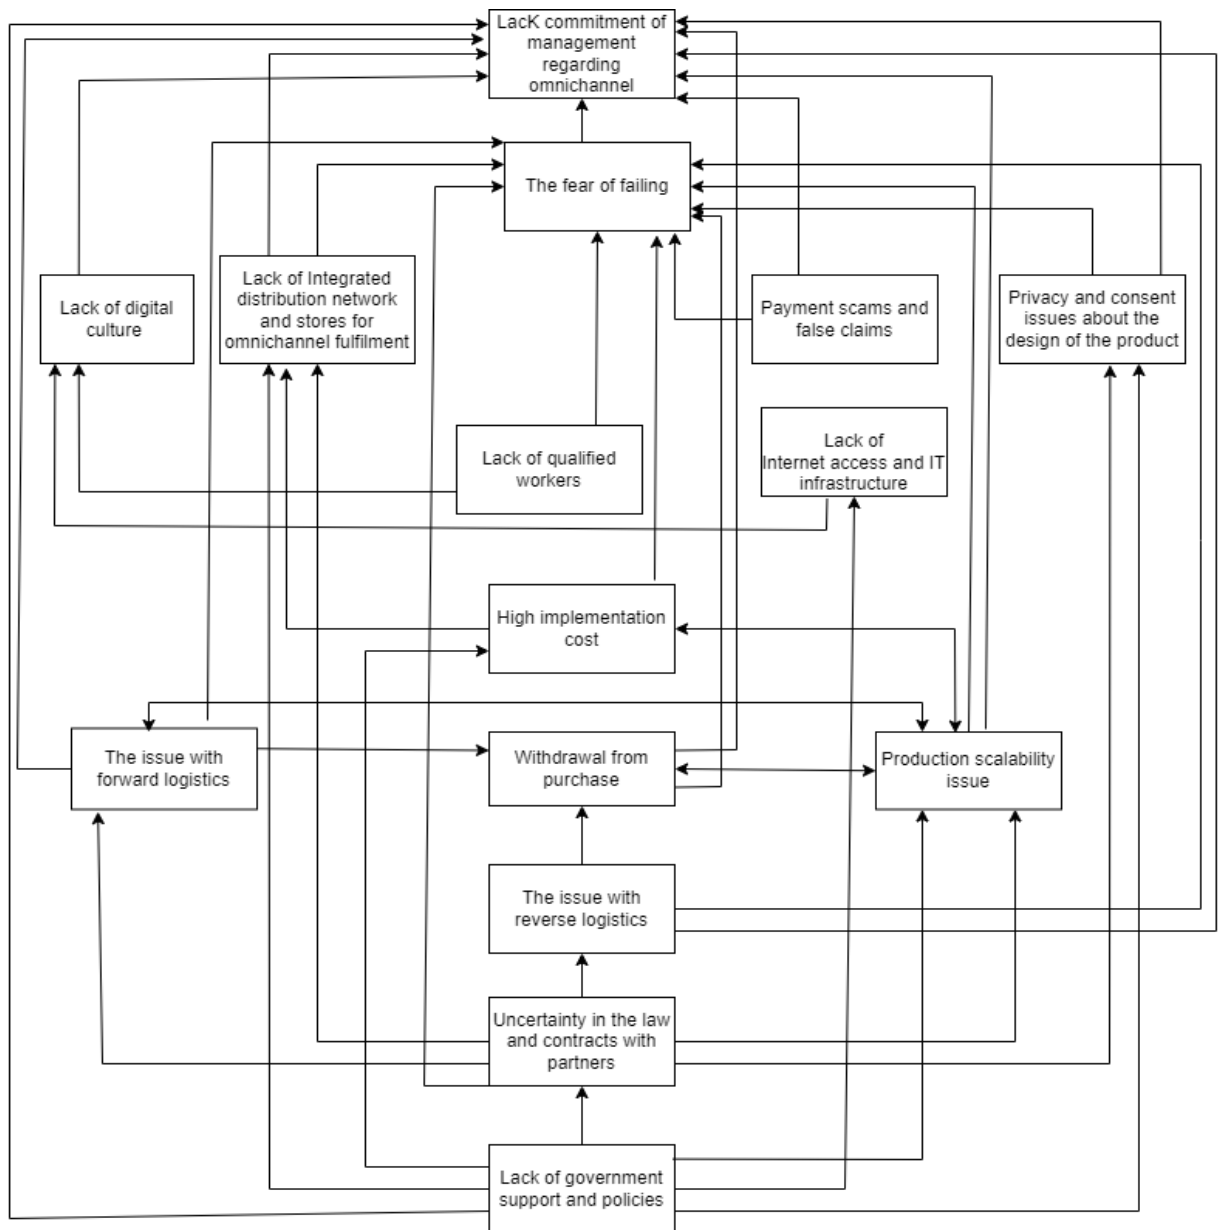 LacK commitment of
management
regarding
omnichannel
The fear of failing
Lack of digital
culture
Lack of Integrated
distribution network
and stores for
omnichannel fulfilment
Payment scams and
false claims
Privacy and consent
issues about the
design of the product
Lack of qualified
workers
Lack of
Internet access and IT
infrastructure
High implementation
cost
The issue with
forward logistics
Withdrawal from
purchase
Production scalability
issue
The issue with
reverse logistics
Uncertainty in the law
and contracts with
partners
Lack of government
support and policies